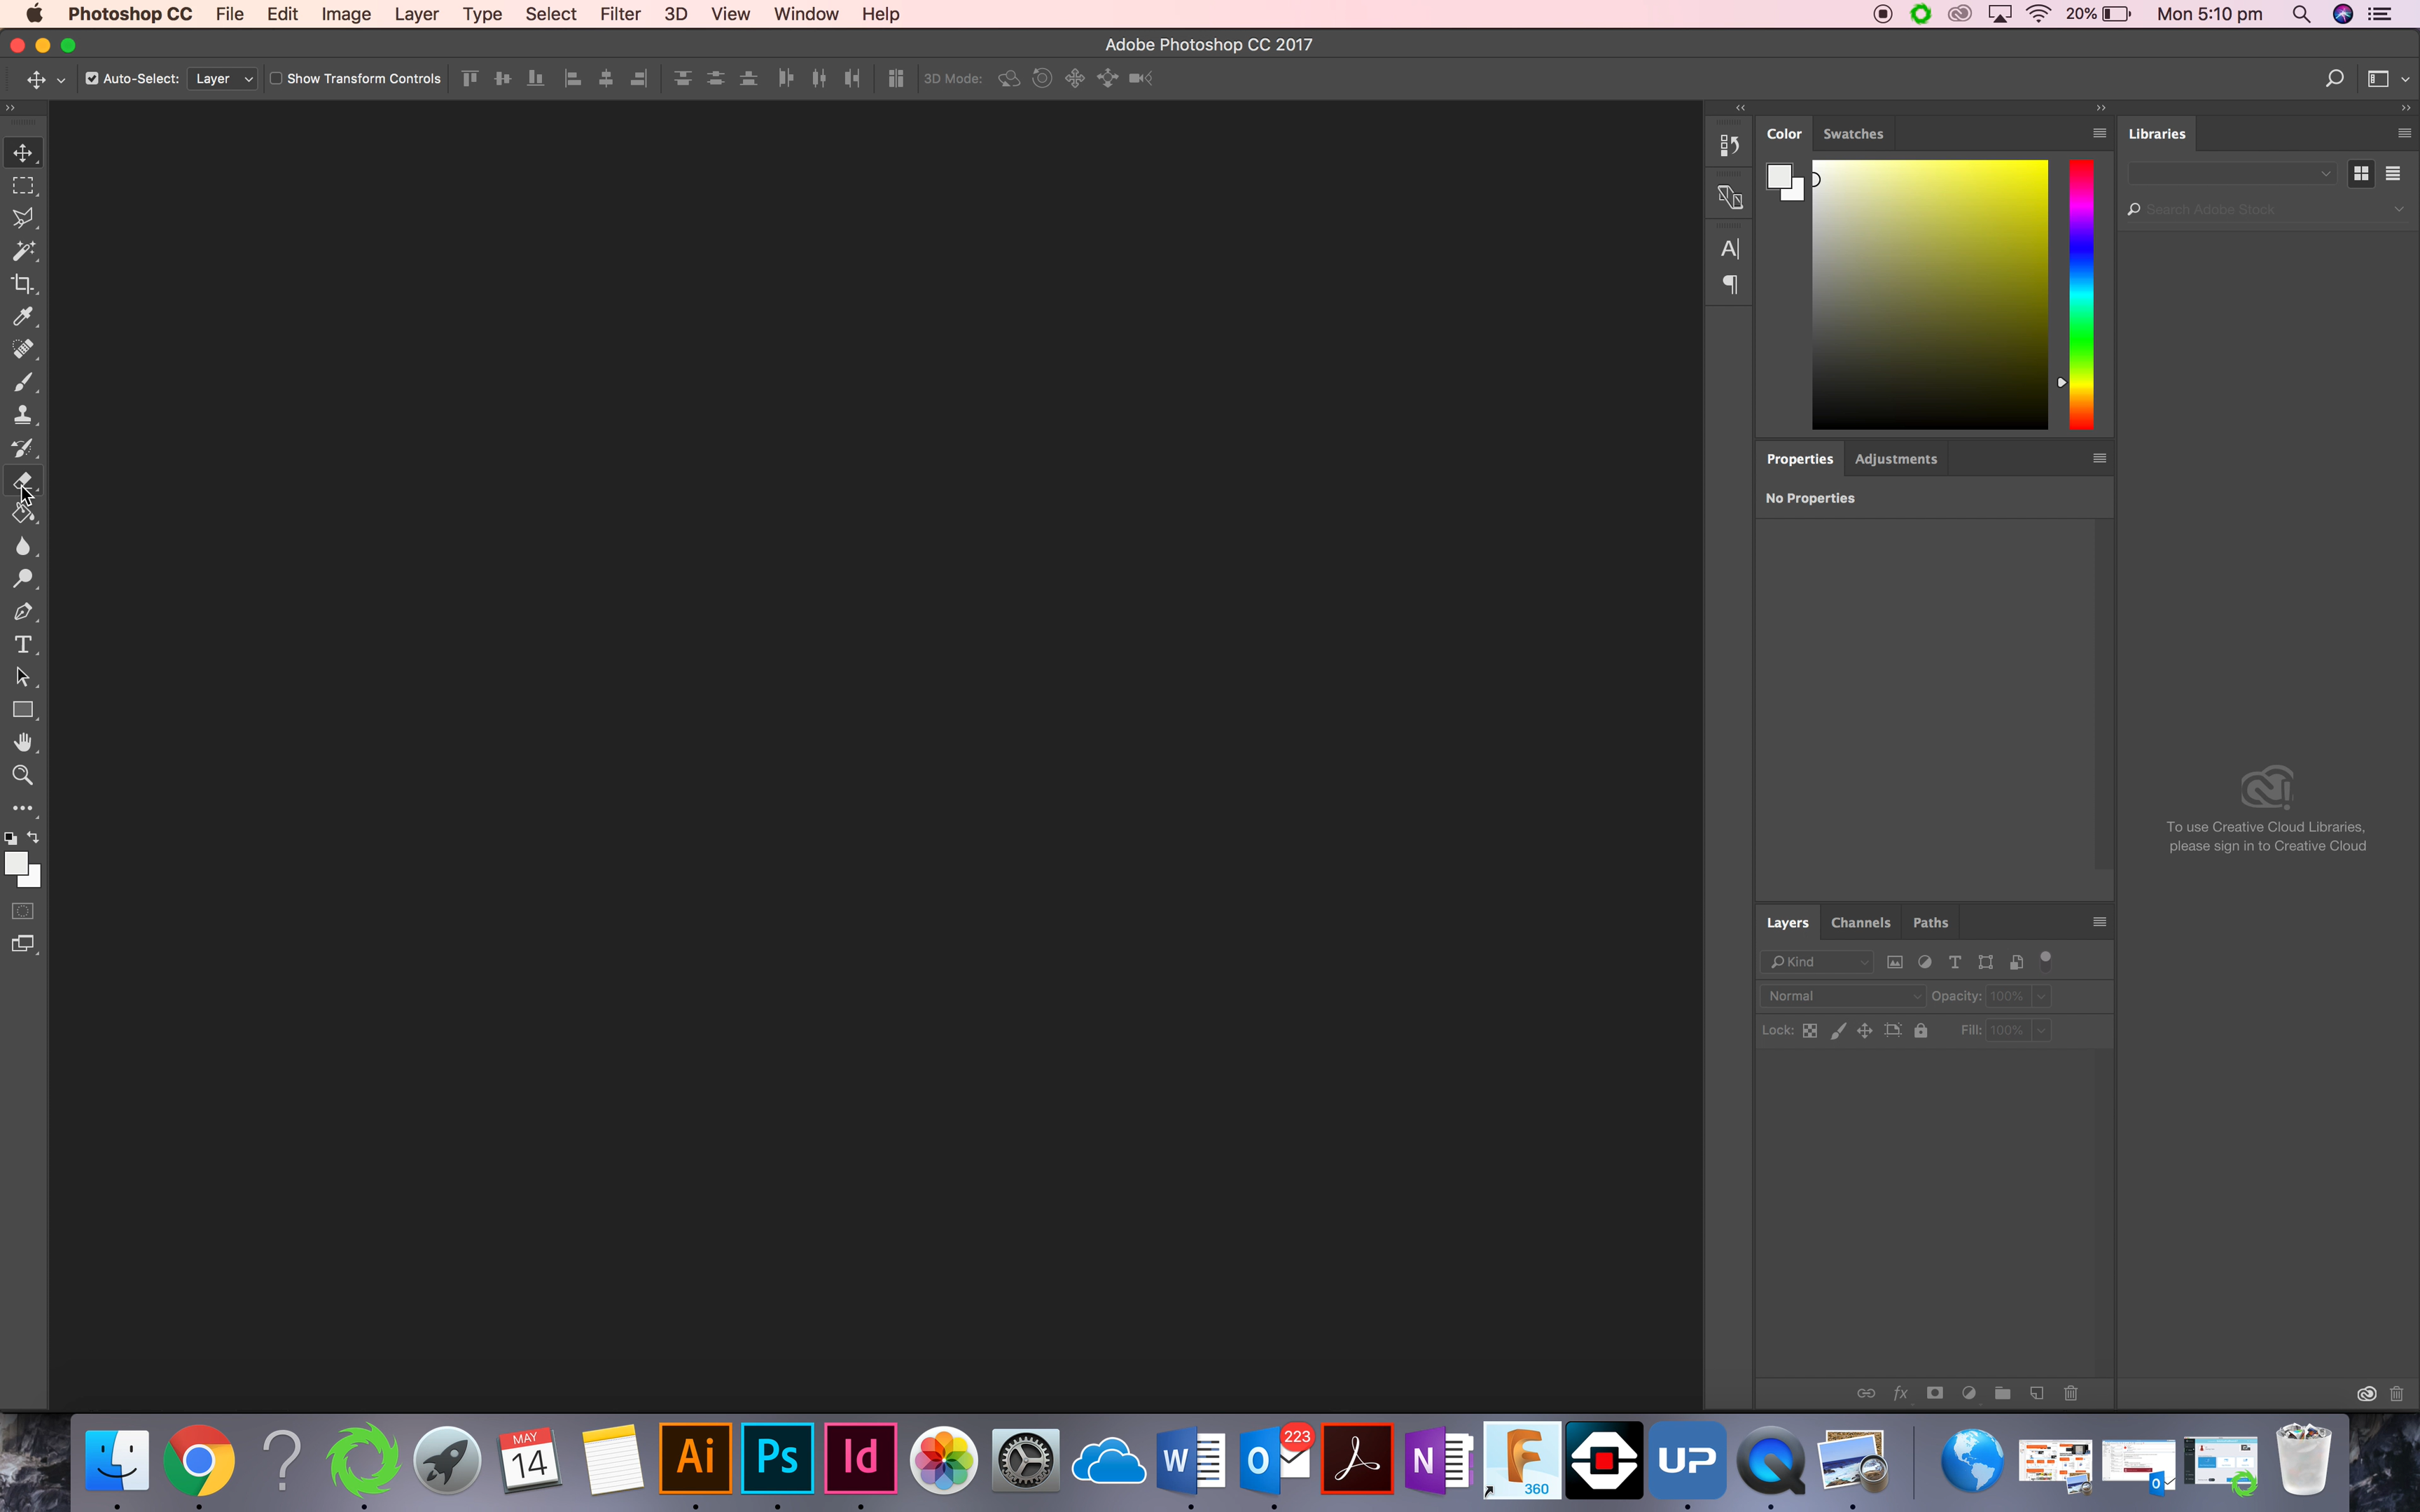 Photoshop CC File Edit Image Layer Type Select Filter 3D View Window Help 20% Mon 5:10 pm
Adobe Photoshop CC 2017
Auto-Select: Layer Show Transform Controls 3D Mode:
Color Swatches Libraries
Search Adobe Stock
Properties Adjustments
No Properties
To use Creative Cloud Libraries,
please sign in to Creative Cloud
Layers Channels Paths
Kind
Normal Opacity: 100%
Lock: Fill: 100%
fx
MAY
14
Ai Ps Id W O 223 N 360 UP